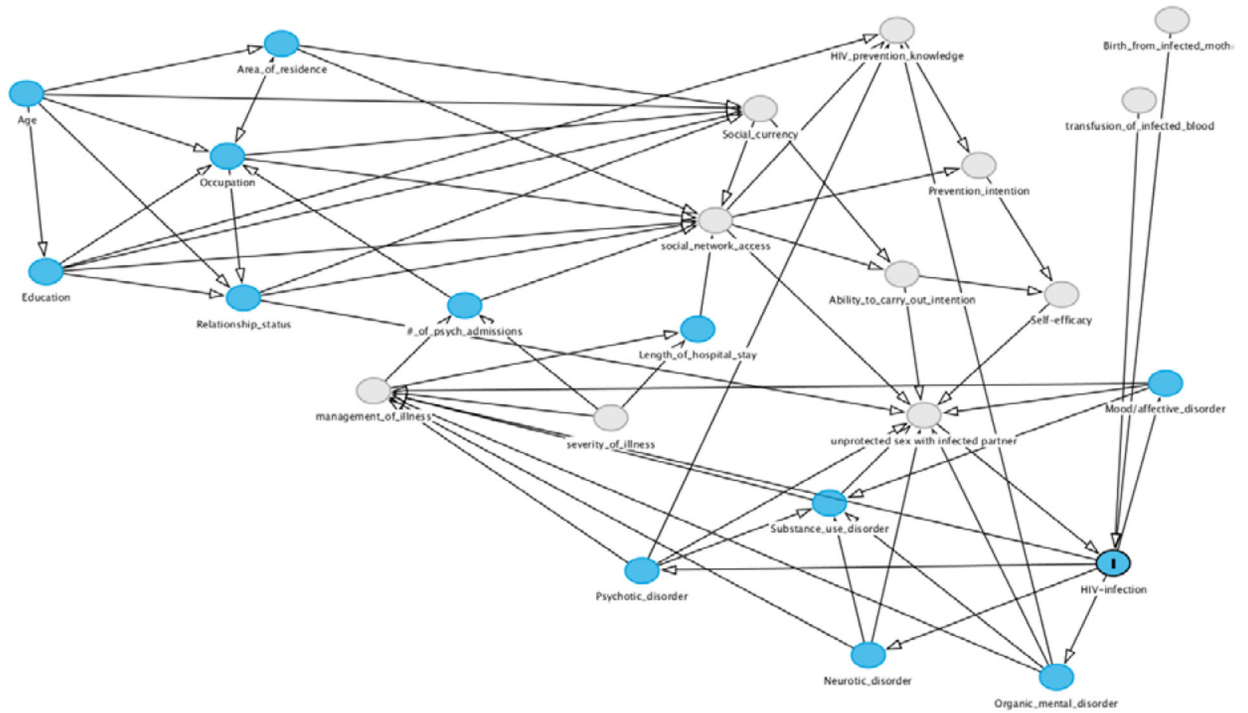 HIV_prevention_knowledge
Birth_from_infected_moth
Area_of_residence
Age
transfusion_of_infected_blood
Social_currency
Occupation
Prevention_intention
social_network_access
Education
Relationship_status
Ability_to_carry_out_intention
#_of_psych_admissions
Self-efficacy
Length_of_hospital_stay
management_of_illness
severity_of_illness
Mood/affective_disorder
unprotected sex with infected partner
Substance_use_disorder
Psychotic_disorder
I
HIV-infection
Neurotic_disorder
Organic_mental_disorder